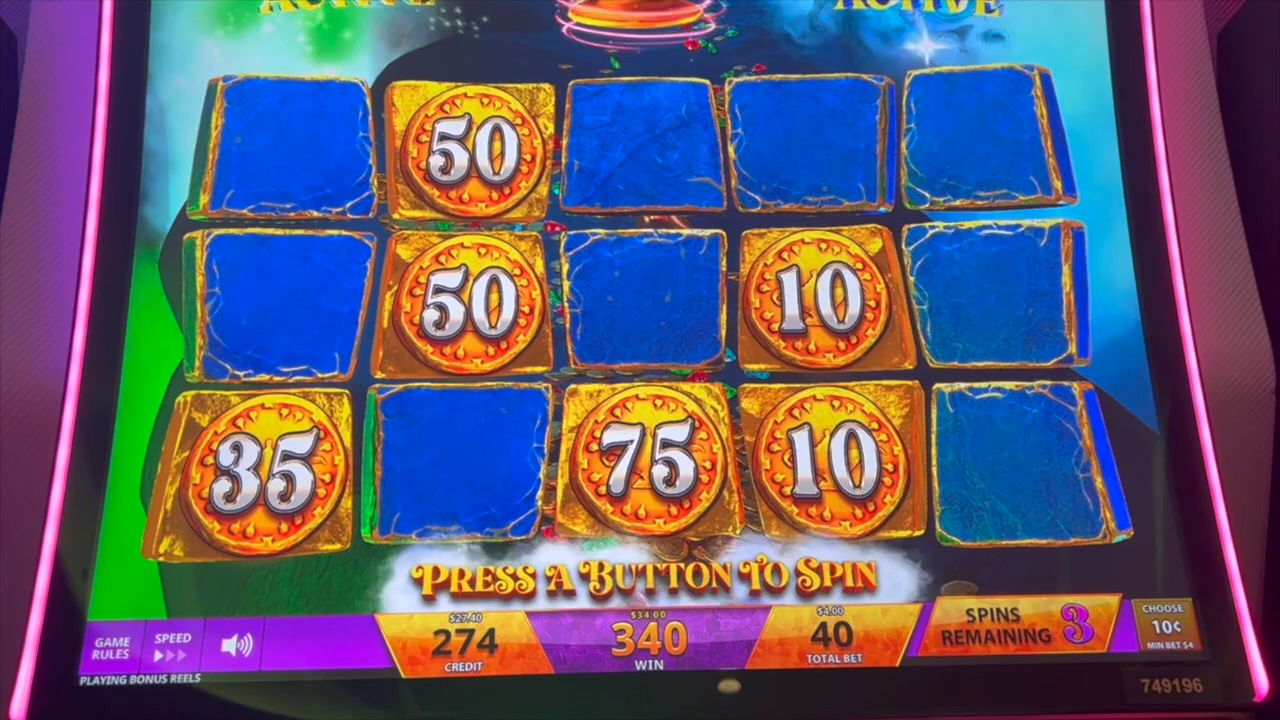 ACTIVE ACTIVE
50
50 10
35 75 10
PRESS A BUTTON TO SPIN
GAME RULES
SPEED
$27.40
274
CREDIT
$34.00
340
WIN
$4.00
40
TOTAL BET
SPINS
REMAINING 3
CHOOSE
10¢
MIN BET $4
PLAYING BONUS REELS
749196